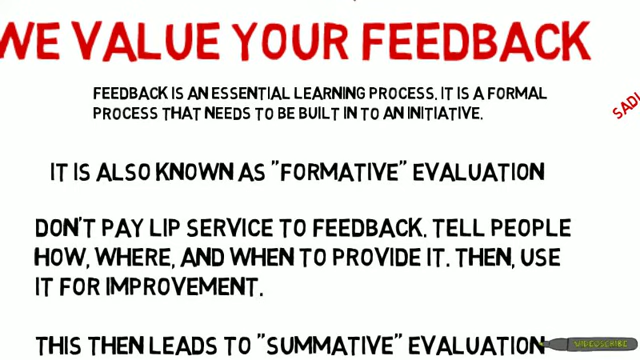 WE VALUE YOUR FEEDBACK
FEEDBACK IS AN ESSENTIAL LEARNING PROCESS. IT IS A FORMAL
PROCESS THAT NEEDS TO BE BUILT IN TO AN INITIATIVE.
SADL
IT IS ALSO KNOWN AS "FORMATIVE" EVALUATION
DON'T PAY LIP SERVICE TO FEEDBACK. TELL PEOPLE
HOW, WHERE, AND WHEN TO PROVIDE IT. THEN, USE
IT FOR IMPROVEMENT.
THIS THEN LEADS TO "SUMMATIVE" EVALUATION
VIDEOSCRIBE